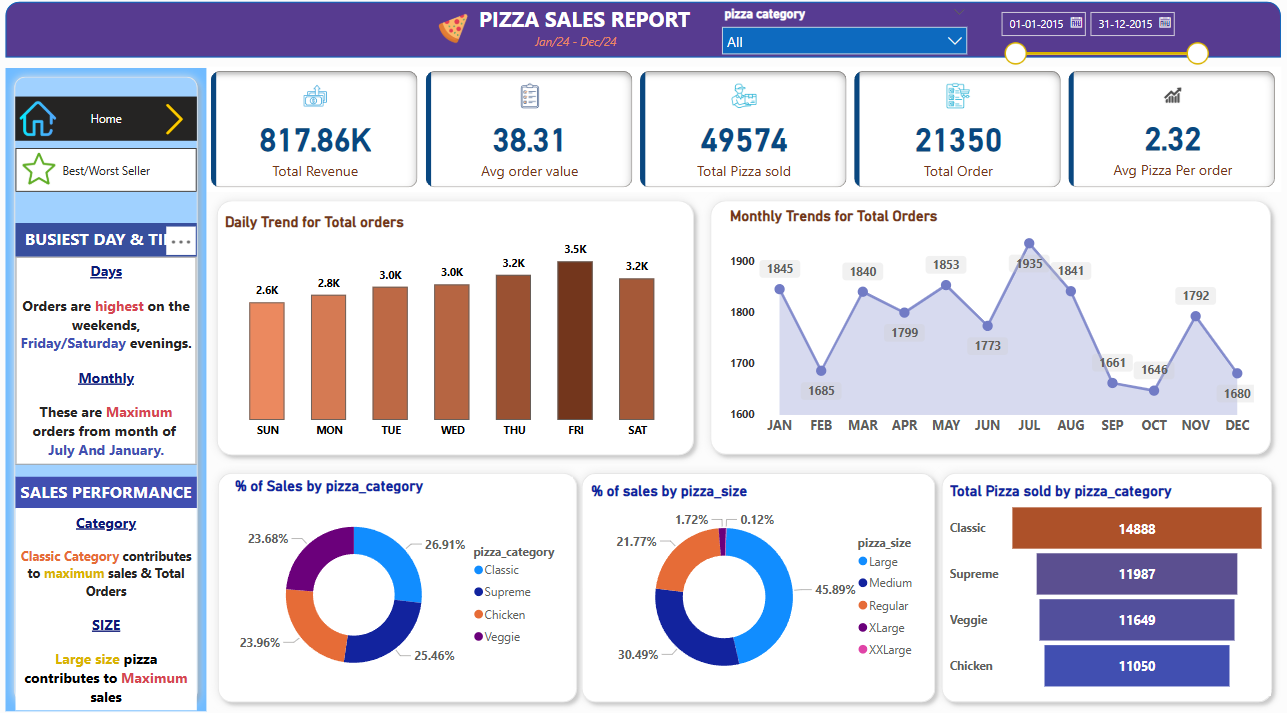 PIZZA SALES REPORT
Jan/24 - Dec/24
pizza category
All
01-01-2015
31-12-2015
Home
Best/Worst Seller
BUSIEST DAY & TI
...
Days
Orders are highest on the
weekends,
Friday/Saturday evenings.
Monthly
These are Maximum
orders from month of
July And January.
SALES PERFORMANCE
Category
Classic Category contributes
to maximum sales & Total
Orders
SIZE
Large size pizza
contributes to Maximum
sales
817.86K
Total Revenue
38.31
Avg order value
49574
Total Pizza sold
21350
Total Order
2.32
Avg Pizza Per order
Daily Trend for Total orders
2.6K
2.8K
3.0K
3.0K
3.2K
3.5K
3.2K
SUN MON TUE WED THU FRI SAT
Monthly Trends for Total Orders
1900
1800
1700
1600
1845
1685
1840
1799
1853
1773
1935
1841
1661
1646
1792
1680
JAN FEB MAR APR MAY JUN JUL AUG SEP OCT NOV DEC
% of Sales by pizza_category
23.68%
26.91%
23.96%
25.46%
pizza_category
Classic
Supreme
Chicken
Veggie
% of sales by pizza_size
1.72%
0.12%
21.77%
45.89%
30.49%
pizza_size
Large
Medium
Regular
XLarge
XXLarge
Total Pizza sold by pizza_category
Classic 14888
Supreme 11987
Veggie 11649
Chicken 11050